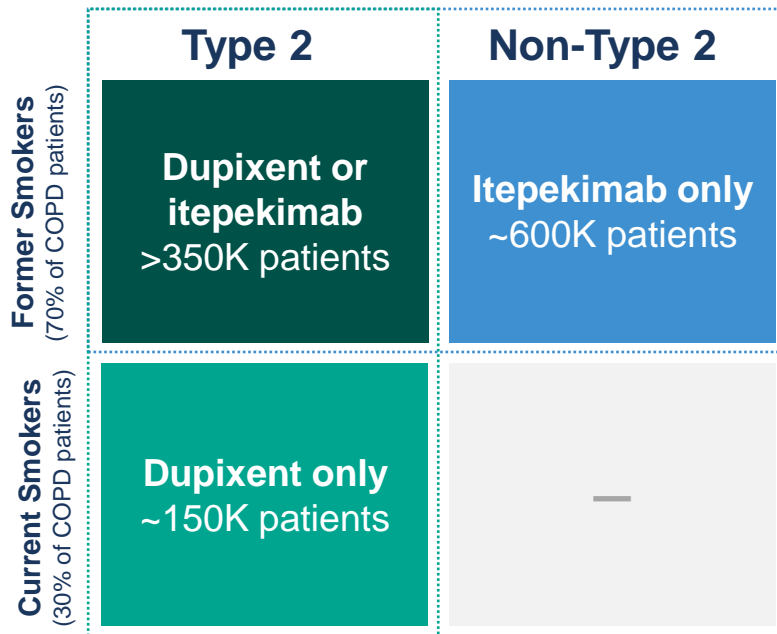 Type 2
Non-Type 2
Former Smokers
(70% of COPD patients)
Dupixent or
itepekimab
>350K patients
Itepekimab only
~600K patients
Current Smokers
(30% of COPD patients)
Dupixent only
~150K patients
—